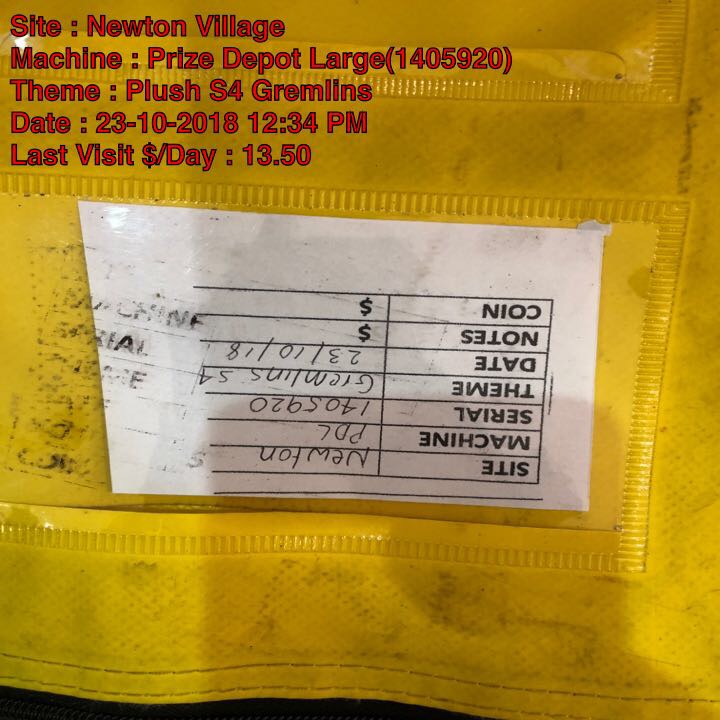 Site : Newton Village
Machine : Prize Depot Large(1405920)
Theme : Plush S4 Gremlins
Date : 23-10-2018 12:34 PM
Last Visit $/Day : 13.50
SITE Newton
MACHINE PDL
SERIAL 1405920
THEME Gremlins S4
DATE 23/10/18
NOTES $
COIN $